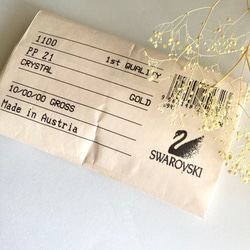 1100
PP 21 1st QUALITY
CRYSTAL
10/00/00 GROSS GOLD
Made in Austria
SWAROVSKI